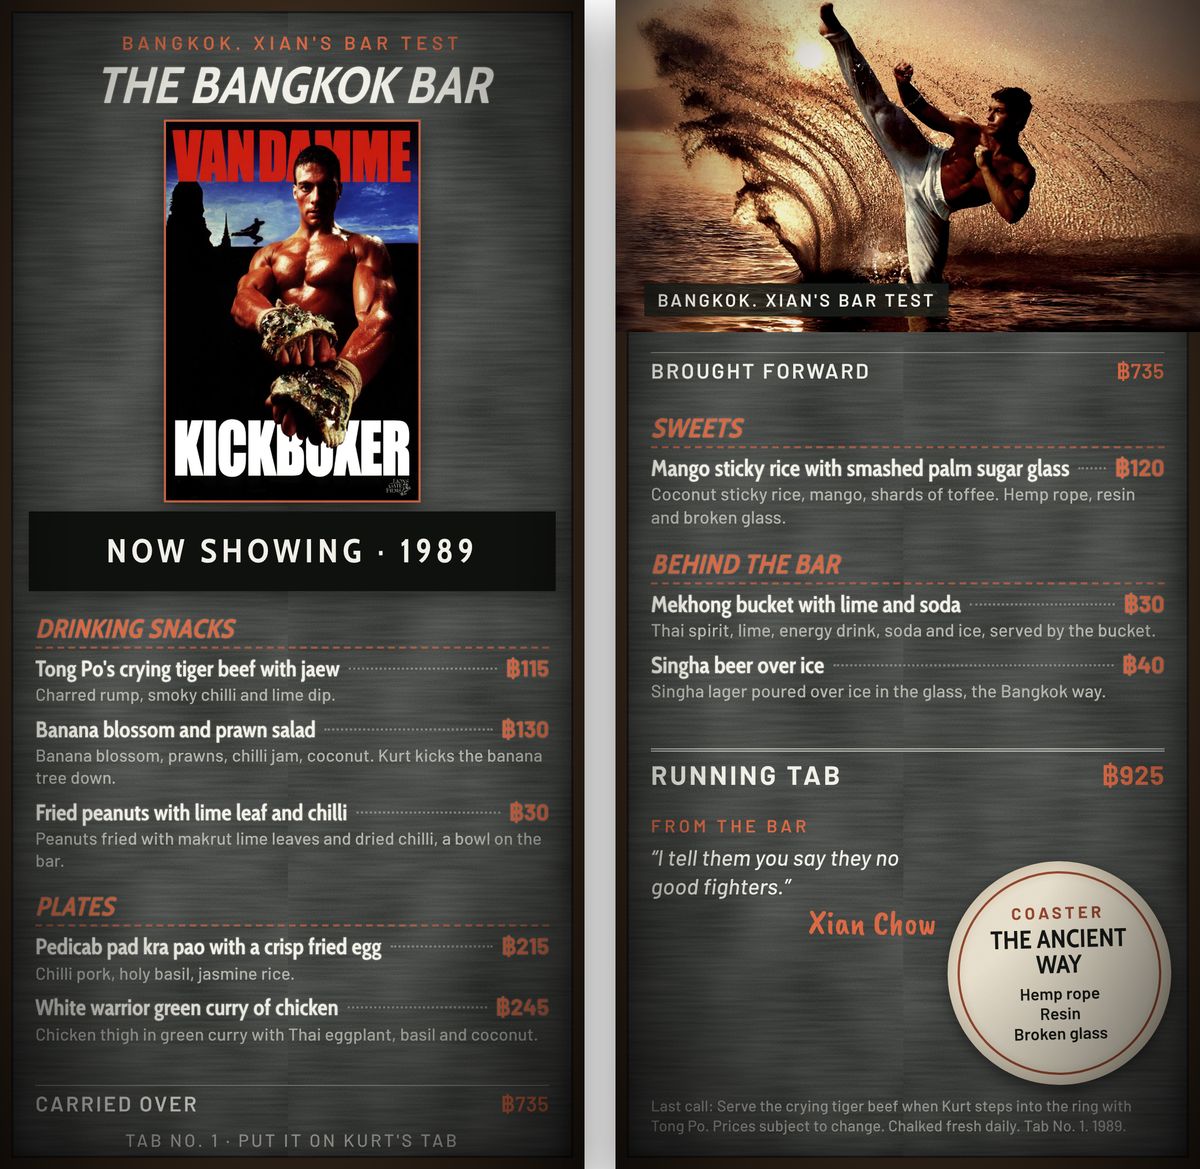 BANGKOK. XIAN'S BAR TEST
THE BANGKOK BAR
VAN DAMME
KICKBOXER
NOW SHOWING · 1989
DRINKING SNACKS
Tong Po's crying tiger beef with jaew ฿115
Charred rump, smoky chilli and lime dip.
Banana blossom and prawn salad ฿130
Banana blossom, prawns, chilli jam, coconut. Kurt kicks the banana
tree down.
Fried peanuts with lime leaf and chilli ฿30
Peanuts fried with makrut lime leaves and dried chilli, a bowl on the
bar.
PLATES
Pedicab pad kra pao with a crisp fried egg ฿215
Chilli pork, holy basil, jasmine rice.
White warrior green curry of chicken ฿245
Chicken thigh in green curry with Thai eggplant, basil and coconut.
CARRIED OVER ฿735
TAB NO. 1 · PUT IT ON KURT'S TAB
BANGKOK. XIAN'S BAR TEST
BROUGHT FORWARD ฿735
SWEETS
Mango sticky rice with smashed palm sugar glass ฿120
Coconut sticky rice, mango, shards of toffee. Hemp rope, resin
and broken glass.
BEHIND THE BAR
Mekhong bucket with lime and soda ฿30
Thai spirit, lime, energy drink, soda and ice, served by the bucket.
Singha beer over ice ฿40
Singha lager poured over ice in the glass, the Bangkok way.
RUNNING TAB ฿925
FROM THE BAR
“I tell them you say they no
good fighters.”
Xian Chow
COASTER
THE ANCIENT
WAY
Hemp rope
Resin
Broken glass
Last call: Serve the crying tiger beef when Kurt steps into the ring with
Tong Po. Prices subject to change. Chalked fresh daily. Tab No. 1. 1989.